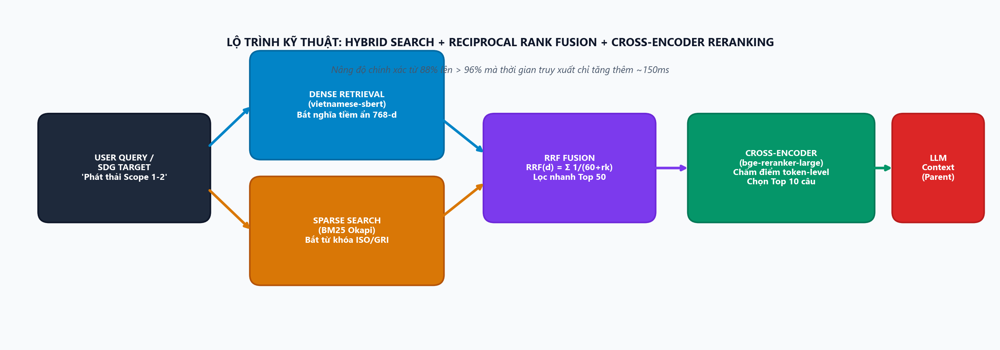 LỘ TRÌNH KỸ THUẬT: HYBRID SEARCH + RECIPROCAL RANK FUSION + CROSS-ENCODER RERANKING
Nâng độ chính xác từ 88% lên > 96% mà thời gian truy xuất chỉ tăng thêm ~150ms
USER QUERY /
SDG TARGET
'Phát thải Scope 1-2'
DENSE RETRIEVAL
(vietnamese-sbert)
Bắt nghĩa tiềm ẩn 768-d
SPARSE SEARCH
(BM25 Okapi)
Bắt từ khóa ISO/GRI
RRF FUSION
RRF(d) = Σ 1/(60+rk)
Lọc nhanh Top 50
CROSS-ENCODER
(bge-reranker-large)
Chấm điểm token-level
Chọn Top 10 câu
LLM
Context
(Parent)